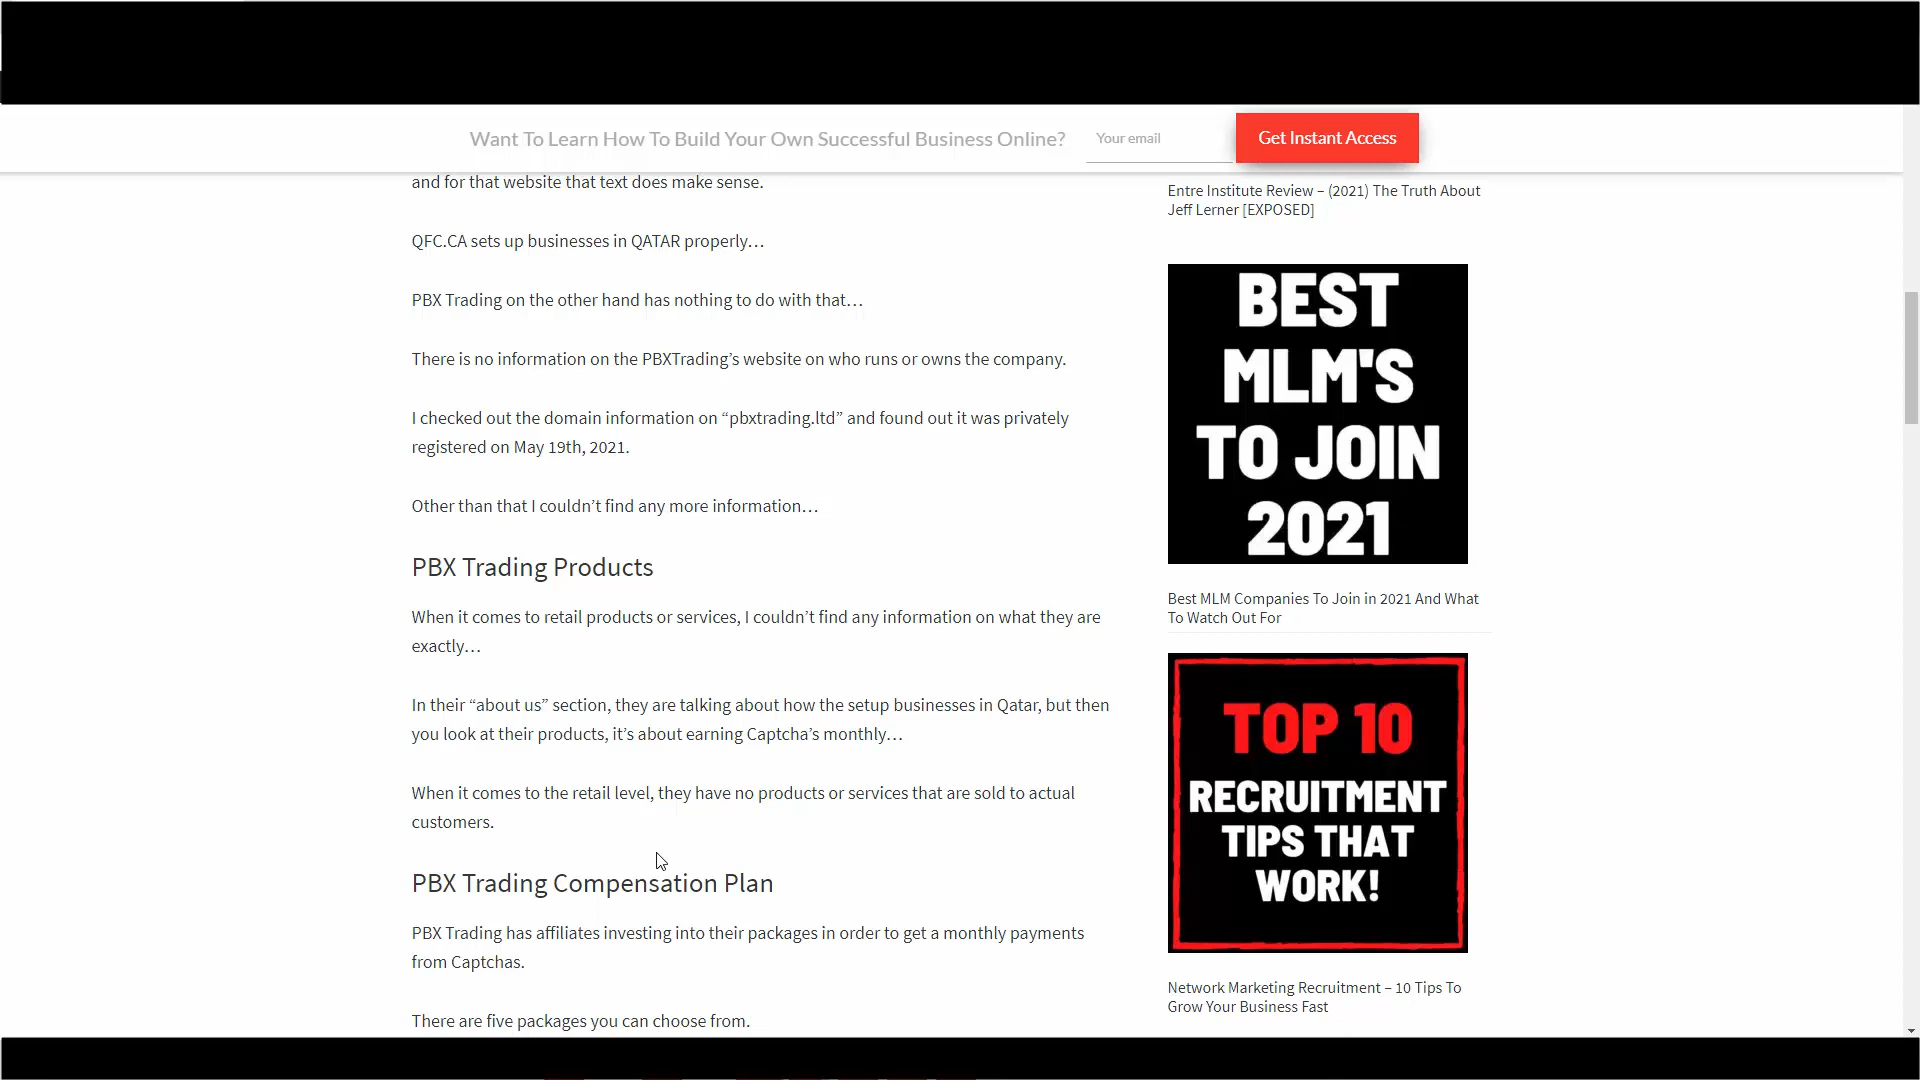 Want To Learn How To Build Your Own Successful Business Online?
Your email
Get Instant Access
and for that website that text does make sense.
QFC.CA sets up businesses in QATAR properly…
PBX Trading on the other hand has nothing to do with that…
There is no information on the PBXTrading’s website on who runs or owns the company.
I checked out the domain information on “pbxtrading.ltd” and found out it was privately
registered on May 19th, 2021.
Other than that I couldn’t find any more information…
PBX Trading Products
When it comes to retail products or services, I couldn’t find any information on what they are
exactly…
In their “about us” section, they are talking about how the setup businesses in Qatar, but then
you look at their products, it’s about earning Captcha’s monthly…
When it comes to the retail level, they have no products or services that are sold to actual
customers.
PBX Trading Compensation Plan
PBX Trading has affiliates investing into their packages in order to get a monthly payments
from Captchas.
There are five packages you can choose from.
Entre Institute Review – (2021) The Truth About
Jeff Lerner [EXPOSED]
BEST
MLM'S
TO JOIN
2021
Best MLM Companies To Join in 2021 And What
To Watch Out For
TOP 10
RECRUITMENT
TIPS THAT
WORK!
Network Marketing Recruitment – 10 Tips To
Grow Your Business Fast